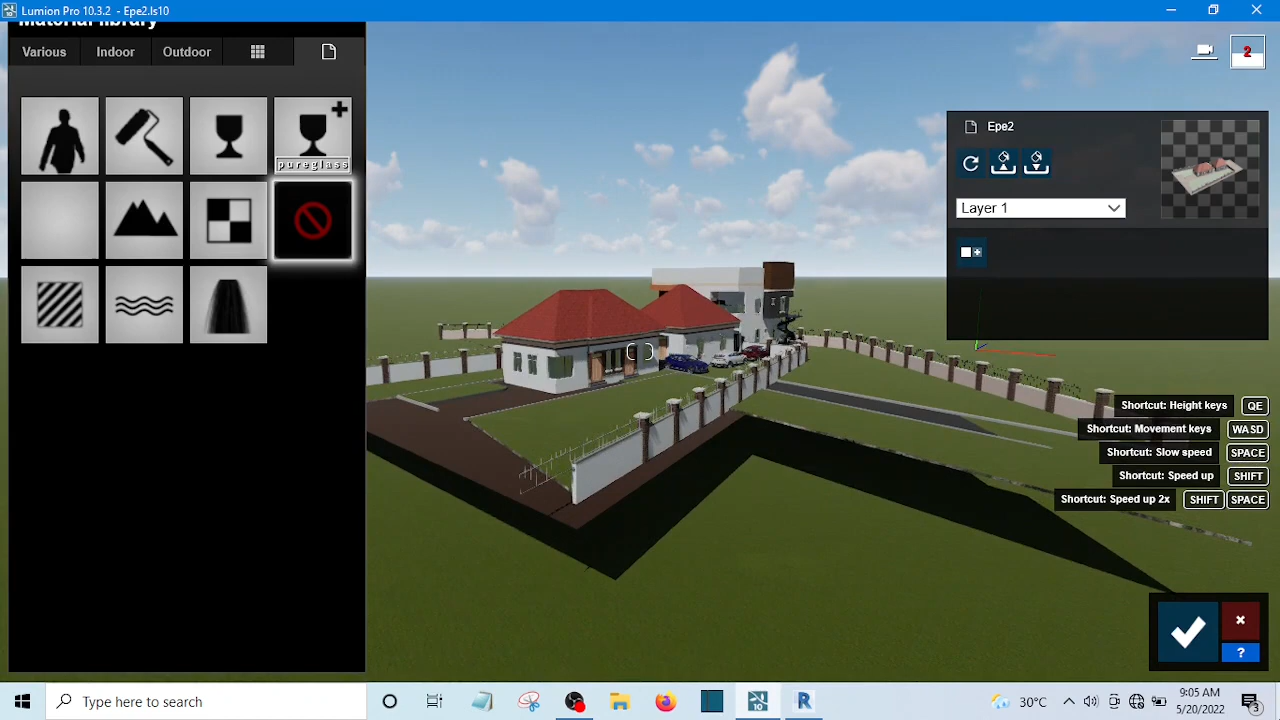 Lumion Pro 10.3.2 - Epe2.ls10
Material library
Various
Indoor
Outdoor
2
Epe2
pureglass
Layer 1
Shortcut: Height keys QE
Shortcut: Movement keys WASD
Shortcut: Slow speed SPACE
Shortcut: Speed up SHIFT
Shortcut: Speed up 2x SHIFT SPACE
?
Type here to search
10
R
30°C
9:05 AM
5/20/2022
3